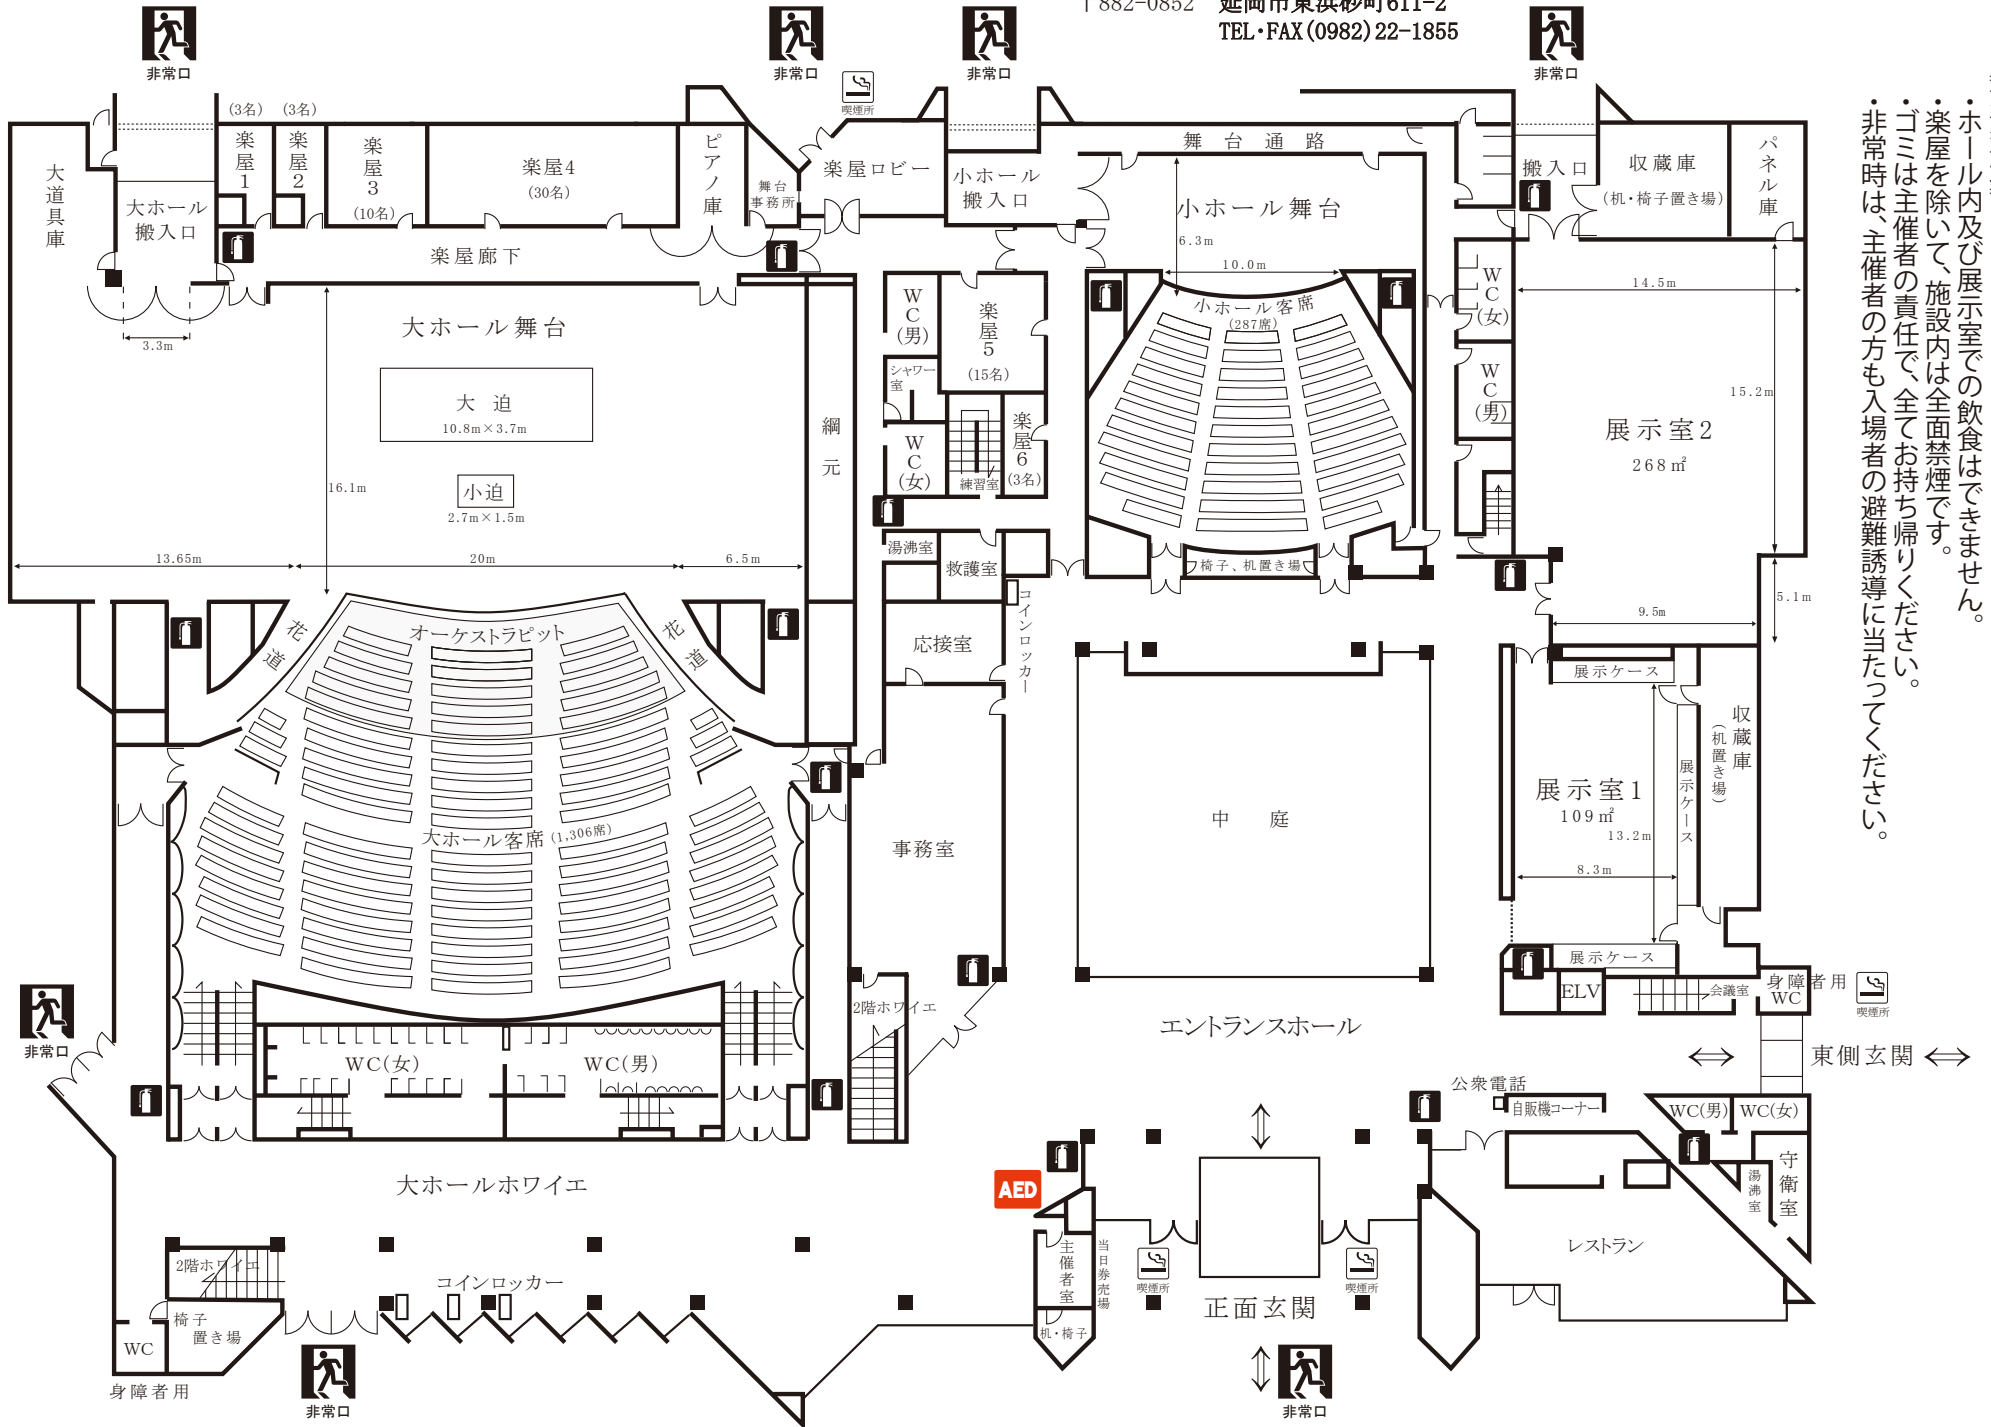 〒882-0852　延岡市東浜砂町611-2
TEL・FAX(0982)22-1855
・ホール内及び展示室での飲食はできません。
・楽屋を除いて、施設内は全面禁煙です。
・ゴミは主催者の責任で、全てお持ち帰りください。
・非常時は、主催者の方も入場者の避難誘導に当たってください。
非常口
非常口
非常口
非常口
喫煙所
(3名)
(3名)
大道具庫
大ホール
搬入口
楽屋1
楽屋2
楽屋3
(10名)
楽屋4
(30名)
ピアノ庫
舞台
事務所
楽屋ロビー
小ホール
搬入口
舞台通路
搬入口
収蔵庫
(机・椅子置き場)
パネル庫
楽屋廊下
小ホール舞台
6.3m
10.0m
小ホール客席
(287席)
WC(女)
WC(男)
14.5m
15.2m
展示室2
268㎡
9.5m
5.1m
3.3m
大ホール舞台
大迫
10.8m×3.7m
小迫
2.7m×1.5m
16.1m
13.65m
20m
6.5m
綱元
WC(男)
シャワー
室
WC(女)
楽屋5
(15名)
楽屋6
(3名)
練習室
湯沸室
救護室
椅子、机置き場
コインロッカー
応接室
花道
オーケストラピット
花道
大ホール客席(1,306席)
事務室
中庭
展示ケース
収蔵庫
(机置き場)
展示ケース
展示室1
109㎡
13.2m
8.3m
展示ケース
ELV
会議室
身障者用
WC
喫煙所
2階ホワイエ
エントランスホール
東側玄関
非常口
WC(女)
WC(男)
公衆電話
自販機コーナー
WC(男)
WC(女)
守衛室
湯沸室
レストラン
大ホールホワイエ
AED
主催者室
当日券売場
机・椅子
喫煙所
喫煙所
正面玄関
2階ホワイエ
椅子
置き場
WC
身障者用
コインロッカー
非常口
非常口